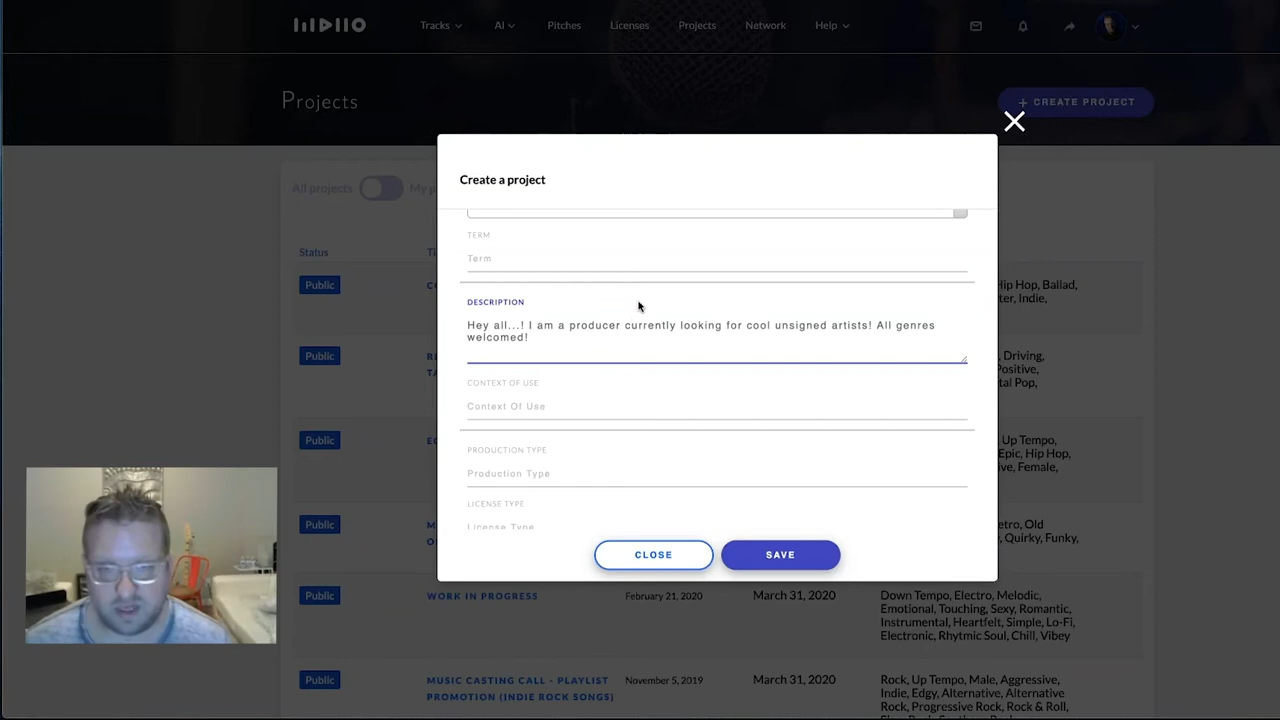 Tracks
AI
Pitches
Licenses
Projects
Network
Help
Projects
+ CREATE PROJECT
Create a project
All projects
Status
TERM
Term
DESCRIPTION
Hey all...! I am a producer currently looking for cool unsigned artists! All genres
welcomed!
CONTEXT OF USE
Context Of Use
PRODUCTION TYPE
Production Type
LICENSE TYPE
License Type
CLOSE
SAVE
Public
Hip Hop, Ballad,
Indie,
Public
Driving,
Positive,
Pop,
Public
Up Tempo,
Epic, Hip Hop,
Female,
Public
Old
Quirky, Funky,
Public
WORK IN PROGRESS
February 21, 2020
March 31, 2020
Down Tempo, Electro, Melodic,
Emotional, Touching, Sexy, Romantic,
Instrumental, Heartfelt, Simple, Lo-Fi,
Electronic, Rhytmic Soul, Chill, Vibey
Public
MUSIC CASTING CALL - PLAYLIST
PROMOTION (INDIE ROCK SONGS)
November 5, 2019
March 31, 2020
Rock, Up Tempo, Male, Aggressive,
Indie, Edgy, Alternative, Alternative
Rock, Progressive Rock, Rock & Roll,